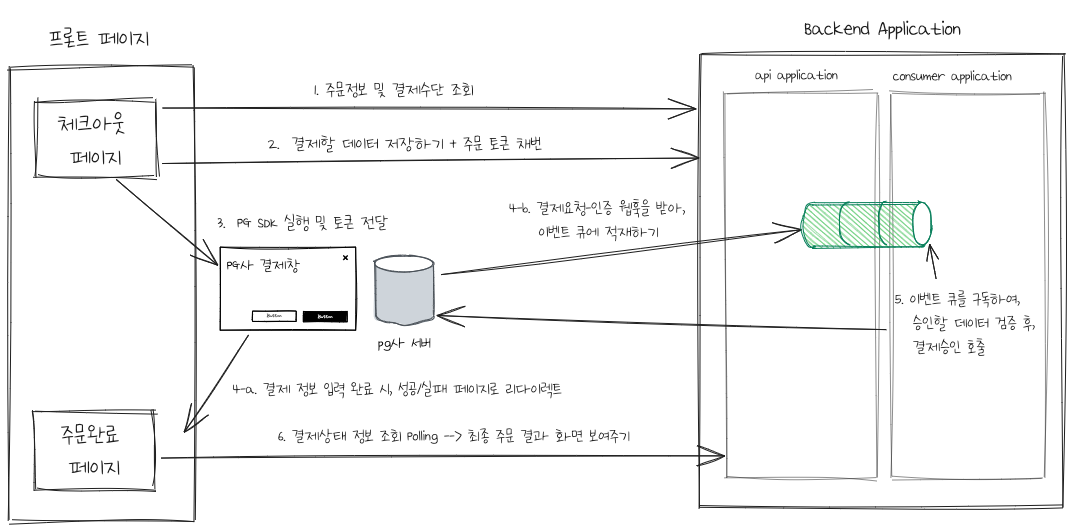 프론트 페이지
Backend Application
체크아웃
페이지
api application
consumer application
1. 주문정보 및 결제수단 조회
2. 결제할 데이터 저장하기 + 주문 토큰 채번
3. PG SDK 실행 및 토큰 전달
PG사 결제창
x
Button
Button
pg사 서버
4-b. 결제요청-인증 웹훅을 받아,
이벤트 큐에 적재하기
5. 이벤트 큐를 구독하여,
승인할 데이터 검증 후,
결제승인 호출
4-a. 결제 정보 입력 완료 시, 성공/실패 페이지로 리다이렉트
주문완료
페이지
6. 결제상태 정보 조회 Polling --> 최종 주문 결과 화면 보여주기